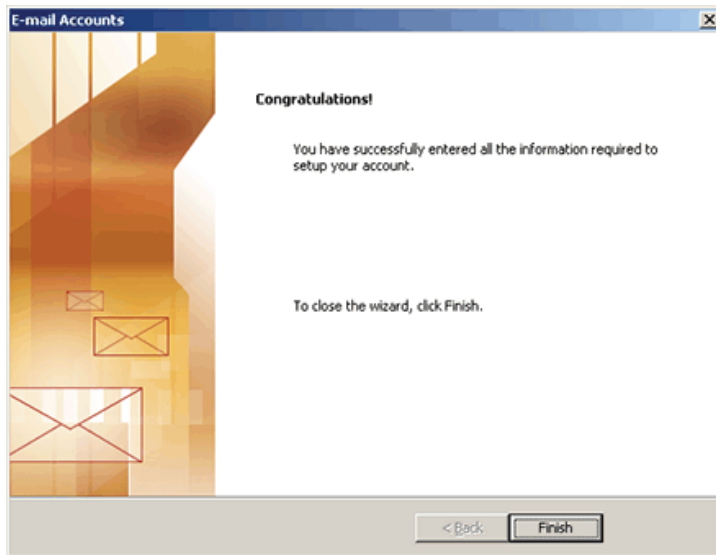 E-mail Accounts
Congratulations!
You have successfully entered all the information required to
setup your account.
To close the wizard, click Finish.
< Back
Finish